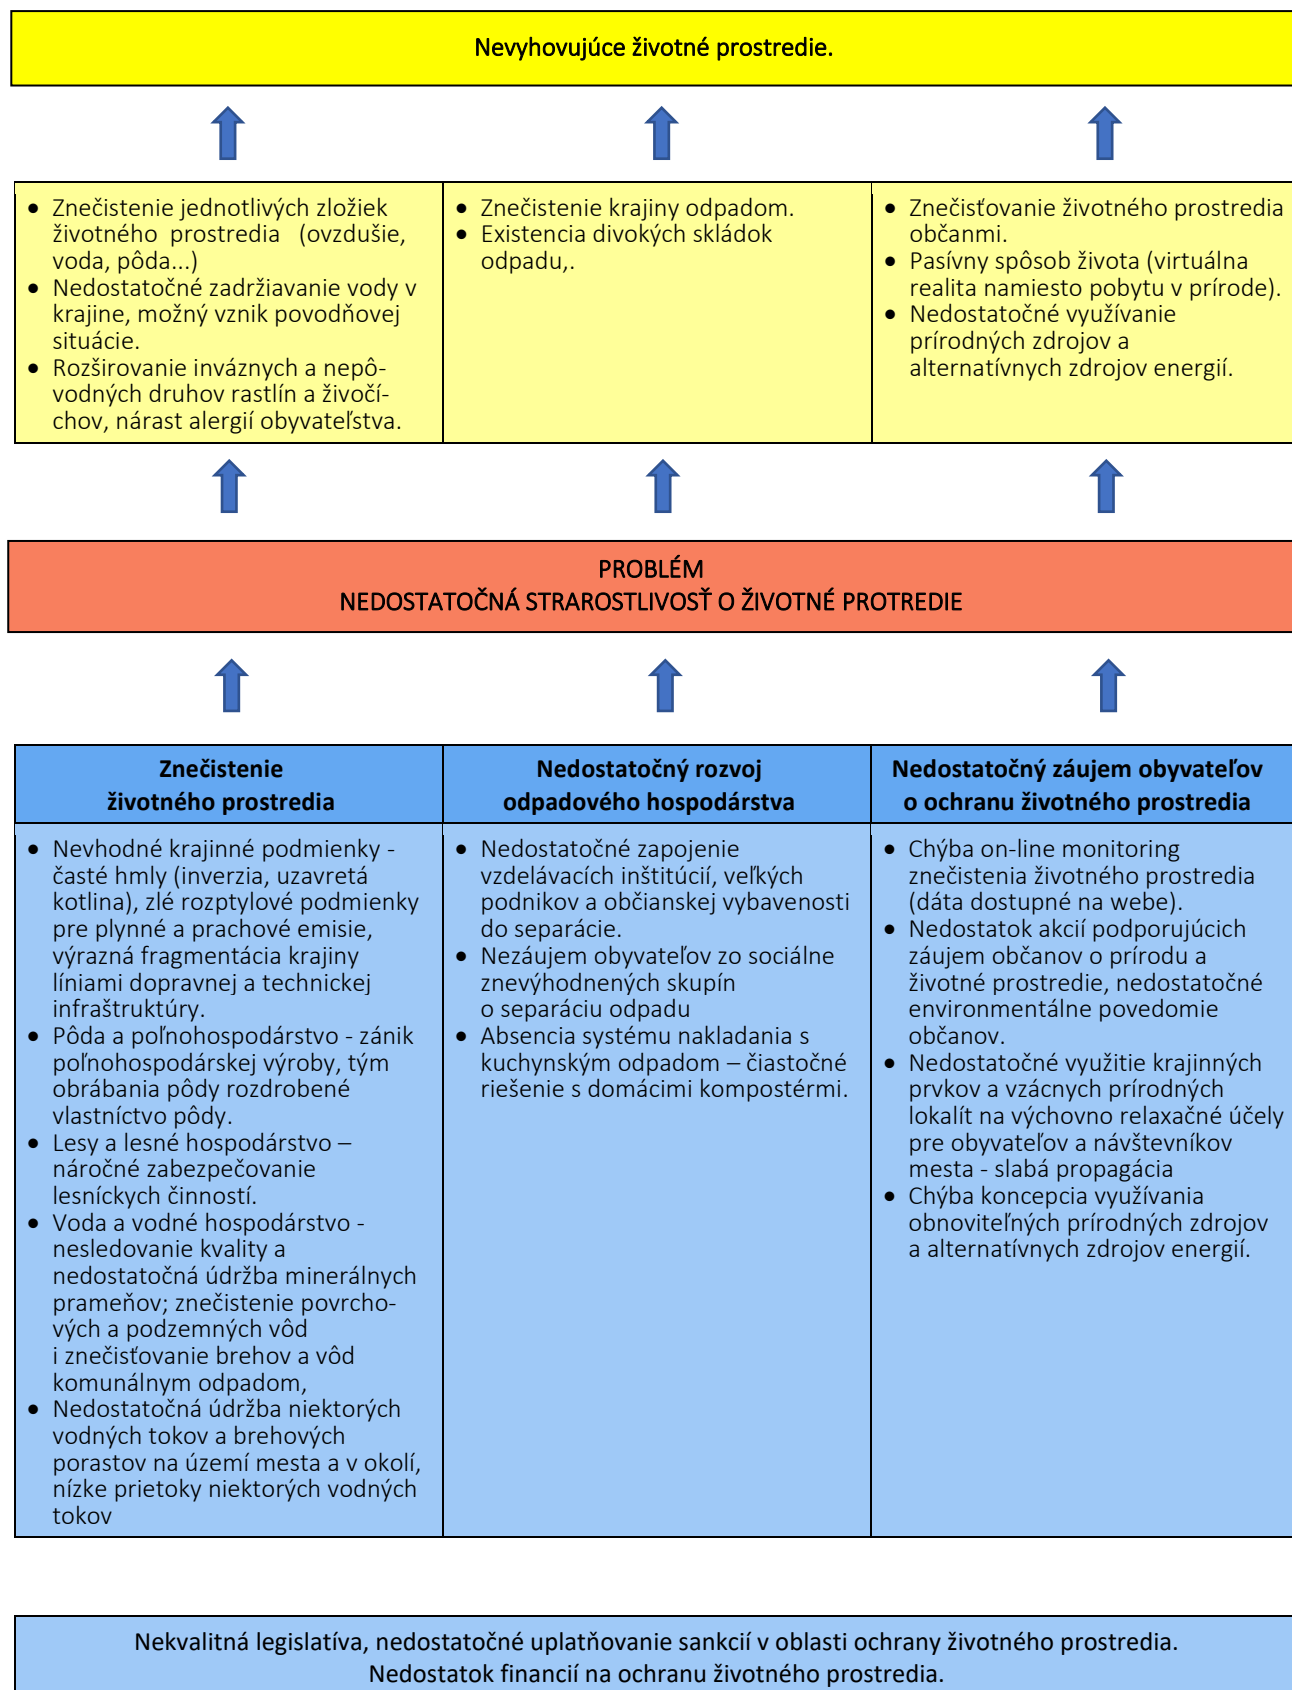 Nevyhovujúce životné prostredie.
• Znečistenie jednotlivých zložiek
životného prostredia (ovzdušie,
voda, pôda...)
• Nedostatočné zadržiavanie vody v
krajine, možný vznik povodňovej
situácie.
• Rozširovanie inváznych a nepô-
vodných druhov rastlín a živočí-
chov, nárast alergií obyvateľstva.
• Znečistenie krajiny odpadom.
• Existencia divokých skládok
odpadu,.
• Znečisťovanie životného prostredia
občanmi.
• Pasívny spôsob života (virtuálna
realita namiesto pobytu v prírode).
• Nedostatočné využívanie
prírodných zdrojov a
alternatívnych zdrojov energií.
PROBLÉM
NEDOSTATOČNÁ STRAROSTLIVOSŤ O ŽIVOTNÉ PROTREDIE
Znečistenie
životného prostredia
• Nevhodné krajinné podmienky -
časté hmly (inverzia, uzavretá
kotlina), zlé rozptylové podmienky
pre plynné a prachové emisie,
výrazná fragmentácia krajiny
líniami dopravnej a technickej
infraštruktúry.
• Pôda a poľnohospodárstvo - zánik
poľnohospodárskej výroby, tým
obrábania pôdy rozdrobené
vlastníctvo pôdy.
• Lesy a lesné hospodárstvo –
náročné zabezpečovanie
lesníckych činností.
• Voda a vodné hospodárstvo -
nesledovanie kvality a
nedostatočná údržba minerálnych
prameňov; znečistenie povrcho-
vých a podzemných vôd
i znečisťovanie brehov a vôd
komunálnym odpadom,
• Nedostatočná údržba niektorých
vodných tokov a brehových
porastov na území mesta a v okolí,
nízke prietoky niektorých vodných
tokov
Nedostatočný rozvoj
odpadového hospodárstva
• Nedostatočné zapojenie
vzdelávacích inštitúcií, veľkých
podnikov a občianskej vybavenosti
do separácie.
• Nezáujem obyvateľov zo sociálne
znevýhodnených skupín
o separáciu odpadu
• Absencia systému nakladania s
kuchynským odpadom – čiastočné
riešenie s domácimi kompostérmi.
Nedostatočný záujem obyvateľov
o ochranu životného prostredia
• Chýba on-line monitoring
znečistenia životného prostredia
(dáta dostupné na webe).
• Nedostatok akcií podporujúcich
záujem občanov o prírodu a
životné prostredie, nedostatočné
environmentálne povedomie
občanov.
• Nedostatočné využitie krajinných
prvkov a vzácnych prírodných
lokalít na výchovno relaxačné účely
pre obyvateľov a návštevníkov
mesta - slabá propagácia
• Chýba koncepcia využívania
obnoviteľných prírodných zdrojov
a alternatívnych zdrojov energií.
Nekvalitná legislatíva, nedostatočné uplatňovanie sankcií v oblasti ochrany životného prostredia.
Nedostatok financií na ochranu životného prostredia.